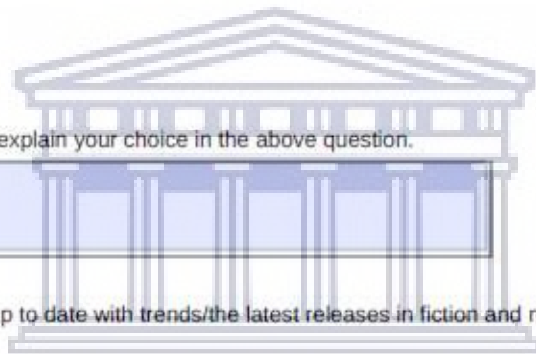 explain your choice in the above question.
to date with trends/the latest releases in fiction and